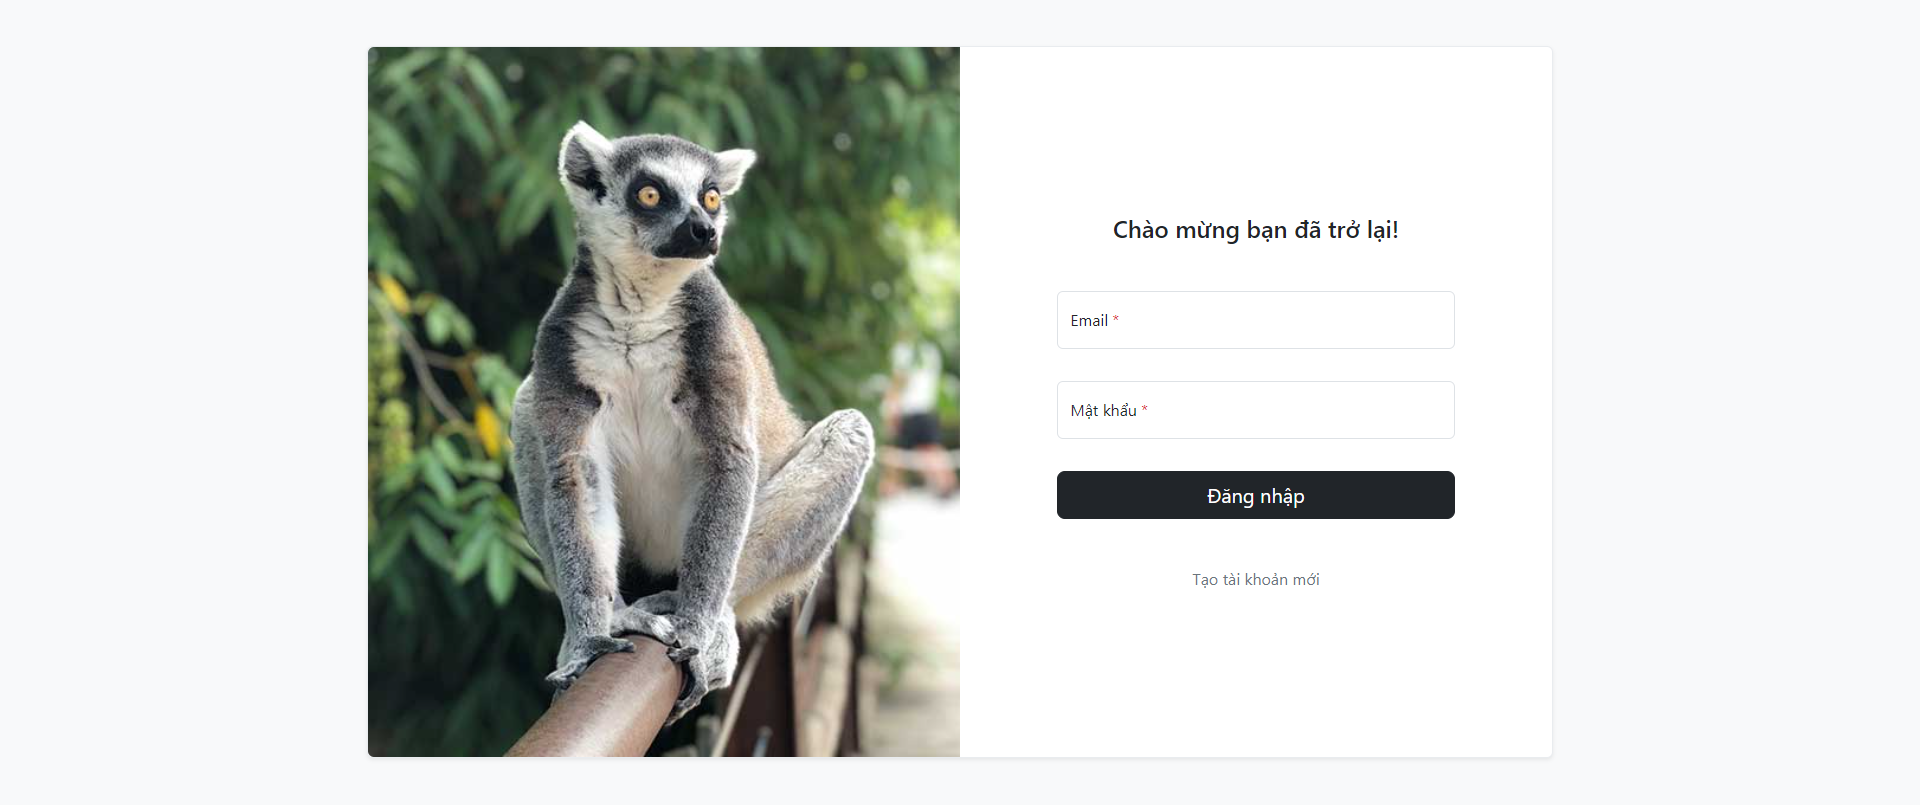 Chào mừng bạn đã trở lại!
Email *
Mật khẩu *
Đăng nhập
Tạo tài khoản mới